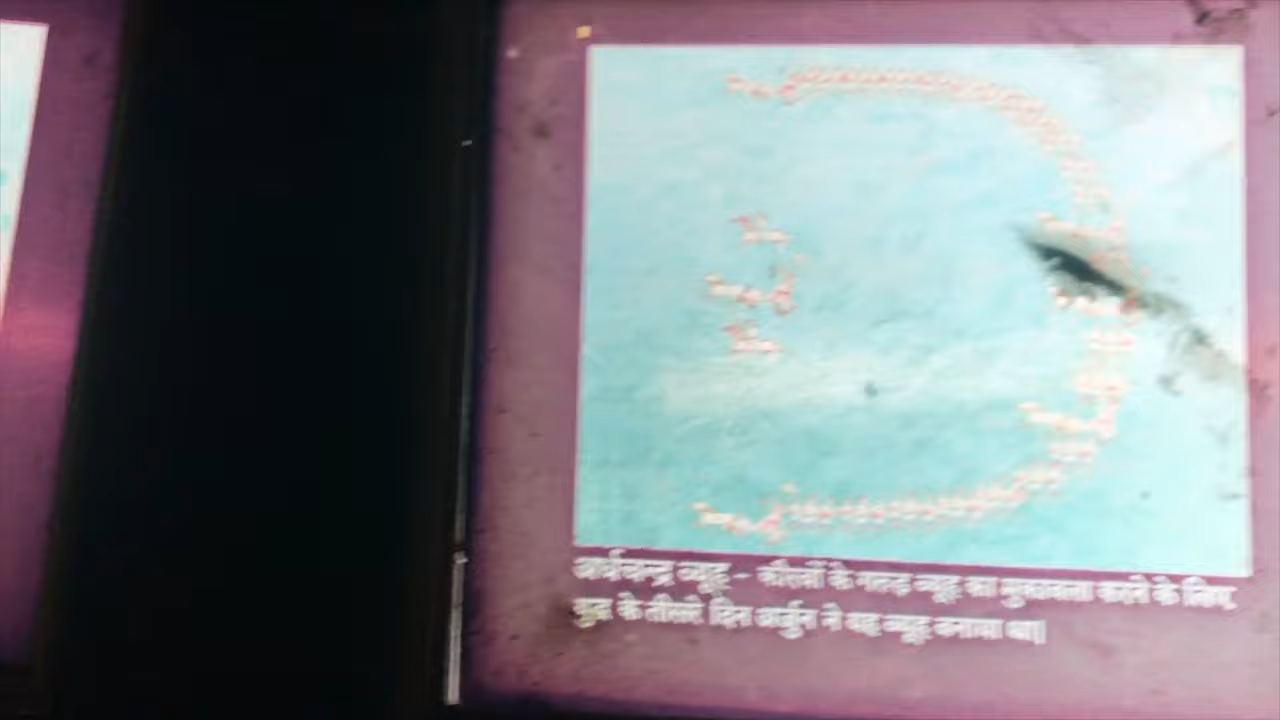 अर्धचन्द्र व्यूह - कौरवों के गरुड़ व्यूह का मुकाबला करने के लिए
युद्ध के तीसरे दिन अर्जुन ने यह व्यूह बनाया था।